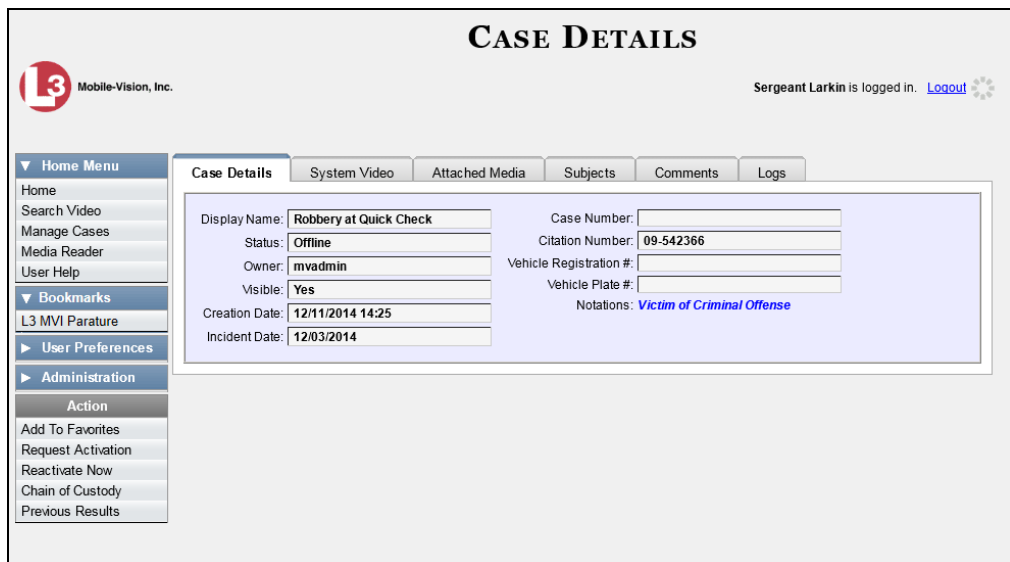 CASE DETAILS
L3 Mobile-Vision, Inc.
Sergeant Larkin is logged in. Logout
▼ Home Menu
Home
Search Video
Manage Cases
Media Reader
User Help
▼ Bookmarks
L3 MVI Parature
► User Preferences
► Administration
Action
Add To Favorites
Request Activation
Reactivate Now
Chain of Custody
Previous Results
Case Details System Video Attached Media Subjects Comments Logs
Display Name: Robbery at Quick Check
Status: Offline
Owner: mvadmin
Visible: Yes
Creation Date: 12/11/2014 14:25
Incident Date: 12/03/2014
Case Number:
Citation Number: 09-542366
Vehicle Registration #:
Vehicle Plate #:
Notations: Victim of Criminal Offense